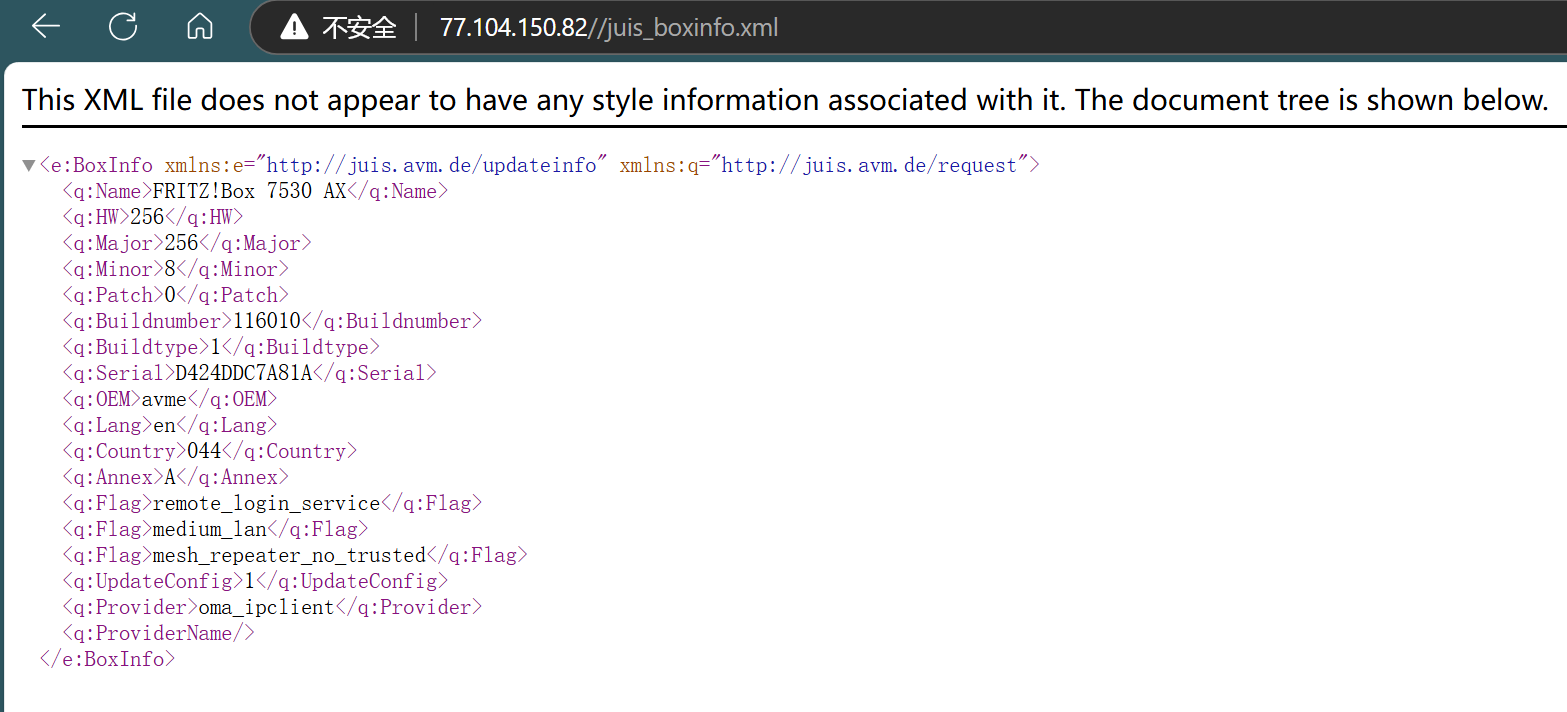 不安全 | 77.104.150.82//juis_boxinfo.xml
This XML file does not appear to have any style information associated with it. The document tree is shown below.
▼<e:BoxInfo xmlns:e="http://juis.avm.de/updateinfo" xmlns:q="http://juis.avm.de/request">
<q:Name>FRITZ!Box 7530 AX</q:Name>
<q:HW>256</q:HW>
<q:Major>256</q:Major>
<q:Minor>8</q:Minor>
<q:Patch>0</q:Patch>
<q:Buildnumber>116010</q:Buildnumber>
<q:Buildtype>1</q:Buildtype>
<q:Serial>D424DDC7A81A</q:Serial>
<q:OEM>avme</q:OEM>
<q:Lang>en</q:Lang>
<q:Country>044</q:Country>
<q:Annex>A</q:Annex>
<q:Flag>remote_login_service</q:Flag>
<q:Flag>medium_lan</q:Flag>
<q:Flag>mesh_repeater_no_trusted</q:Flag>
<q:UpdateConfig>1</q:UpdateConfig>
<q:Provider>oma_ipclient</q:Provider>
<q:ProviderName/>
</e:BoxInfo>